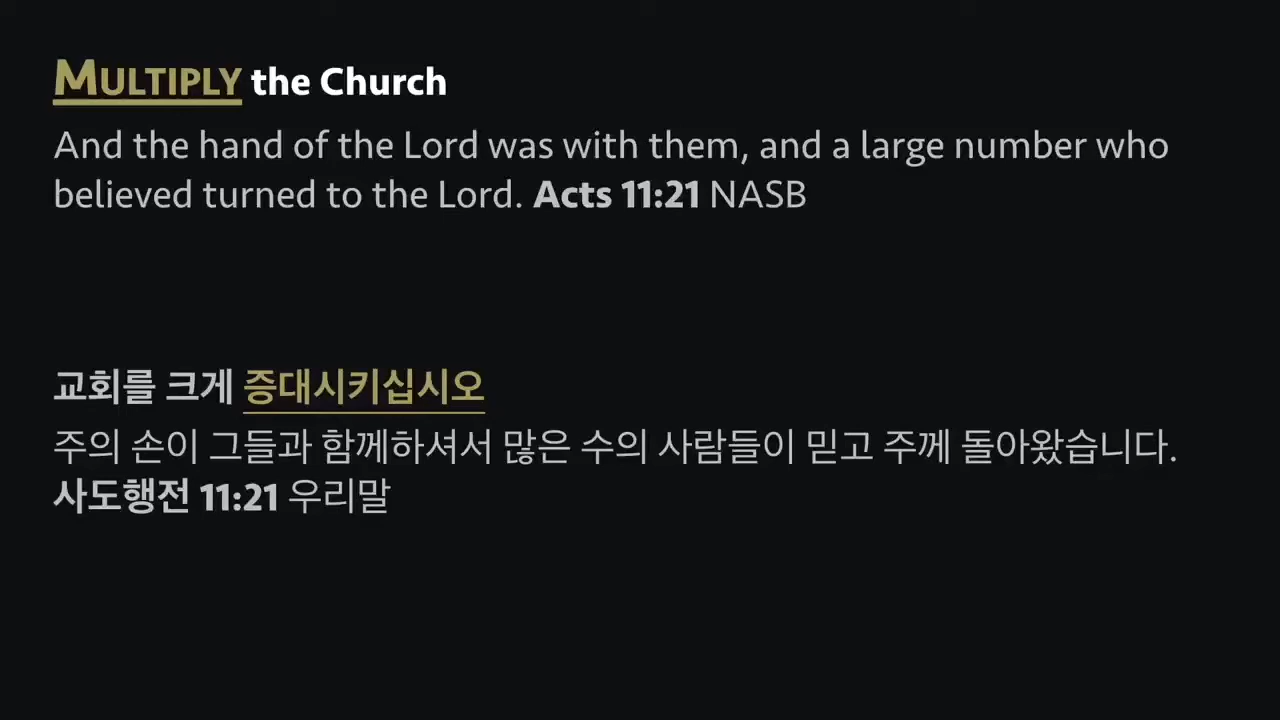 MULTIPLY the Church
And the hand of the Lord was with them, and a large number who
believed turned to the Lord. Acts 11:21 NASB
교회를 크게 증대시키십시오
주의 손이 그들과 함께하셔서 많은 수의 사람들이 믿고 주께 돌아왔습니다.
사도행전 11:21 우리말